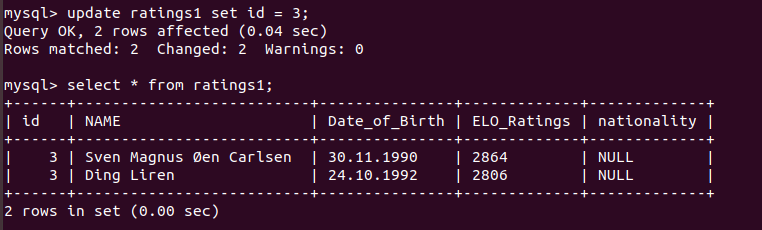 mysql> update ratings1 set id = 3;
Query OK, 2 rows affected (0.04 sec)
Rows matched: 2  Changed: 2  Warnings: 0
mysql> select * from ratings1;
+------+--------------------------+---------------+-------------+-------------+
| id   | NAME                     | Date_of_Birth | ELO_Ratings | nationality |
+------+--------------------------+---------------+-------------+-------------+
|    3 | Sven Magnus Øen Carlsen  | 30.11.1990    | 2864        | NULL        |
|    3 | Ding Liren               | 24.10.1992    | 2806        | NULL        |
+------+--------------------------+---------------+-------------+-------------+
2 rows in set (0.00 sec)